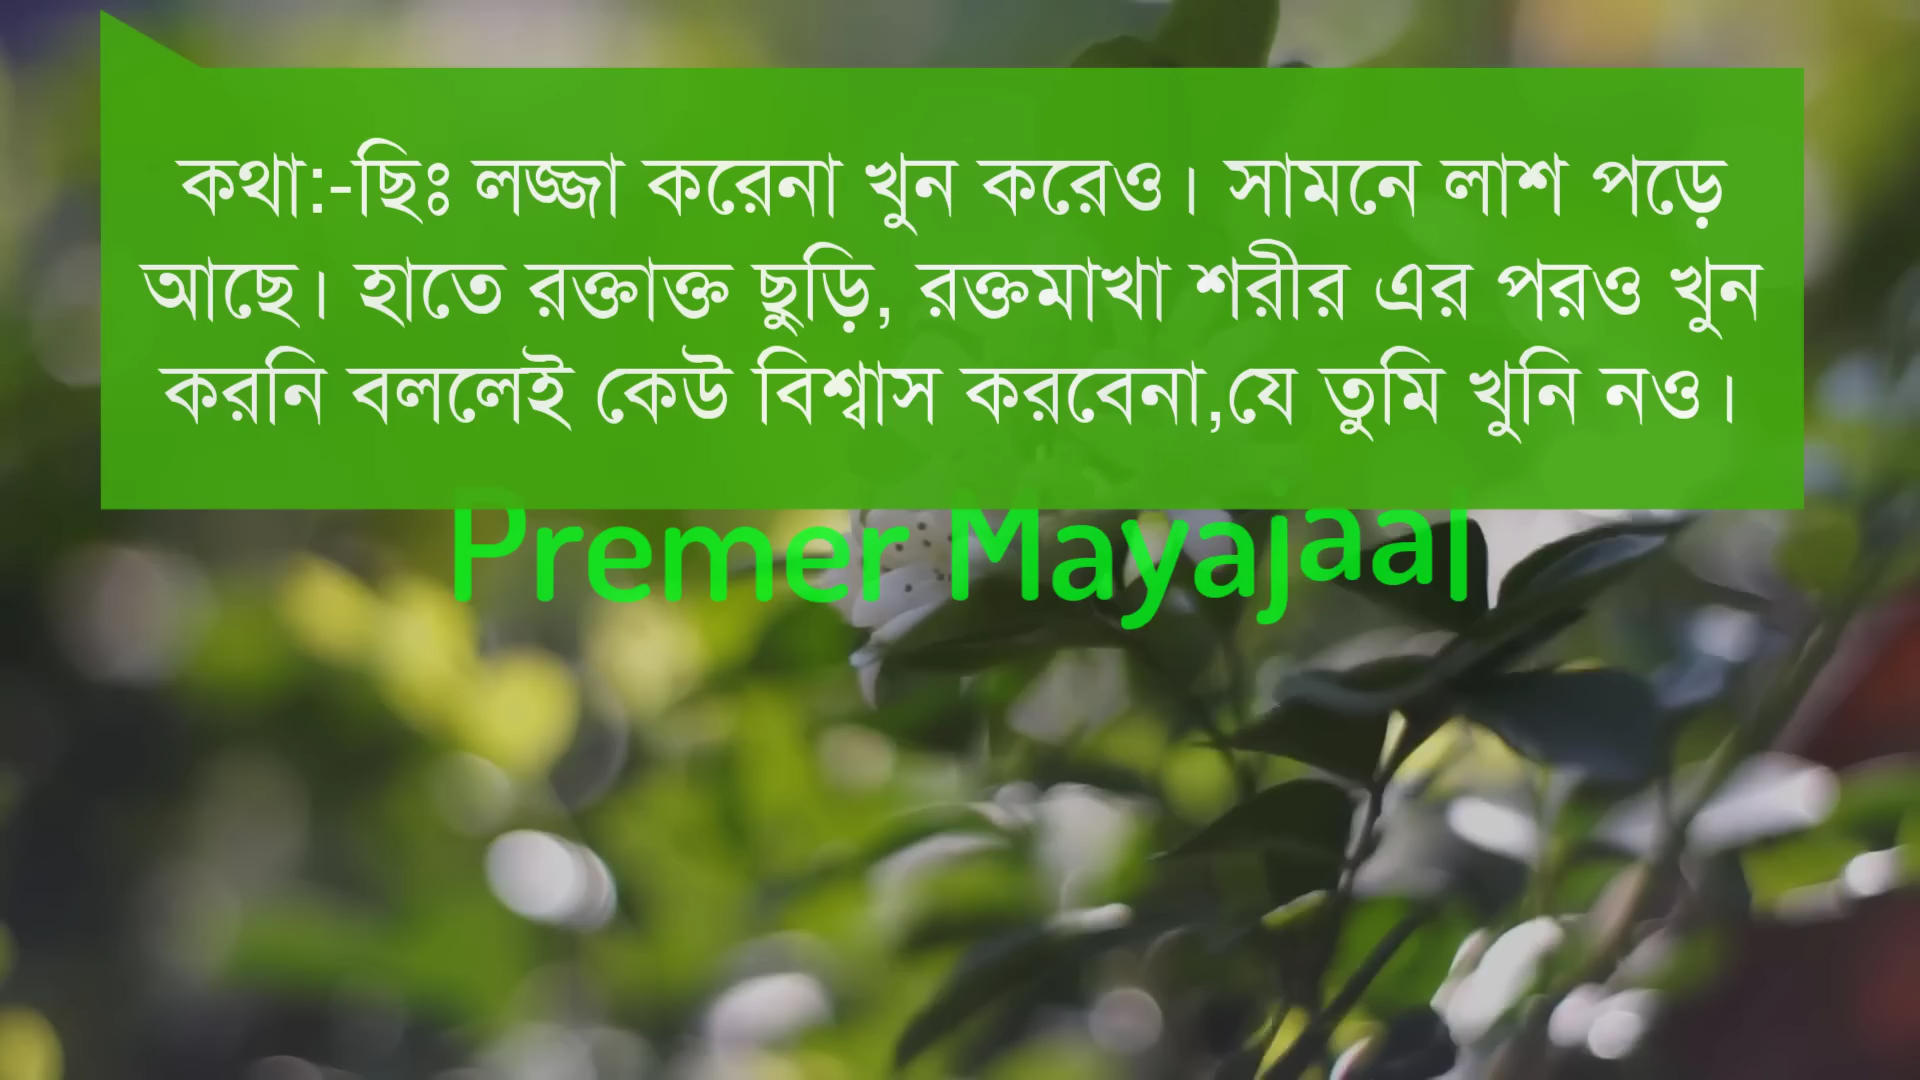 কথা:-ছিঃ লজ্জা করেনা খুন করেও। সামনে লাশ পড়ে
আছে। হাতে রক্তাক্ত ছুড়ি, রক্তমাখা শরীর এর পরও খুন
করনি বললেই কেউ বিশ্বাস করবেনা,যে তুমি খুনি নও।
Premer Mayajaal